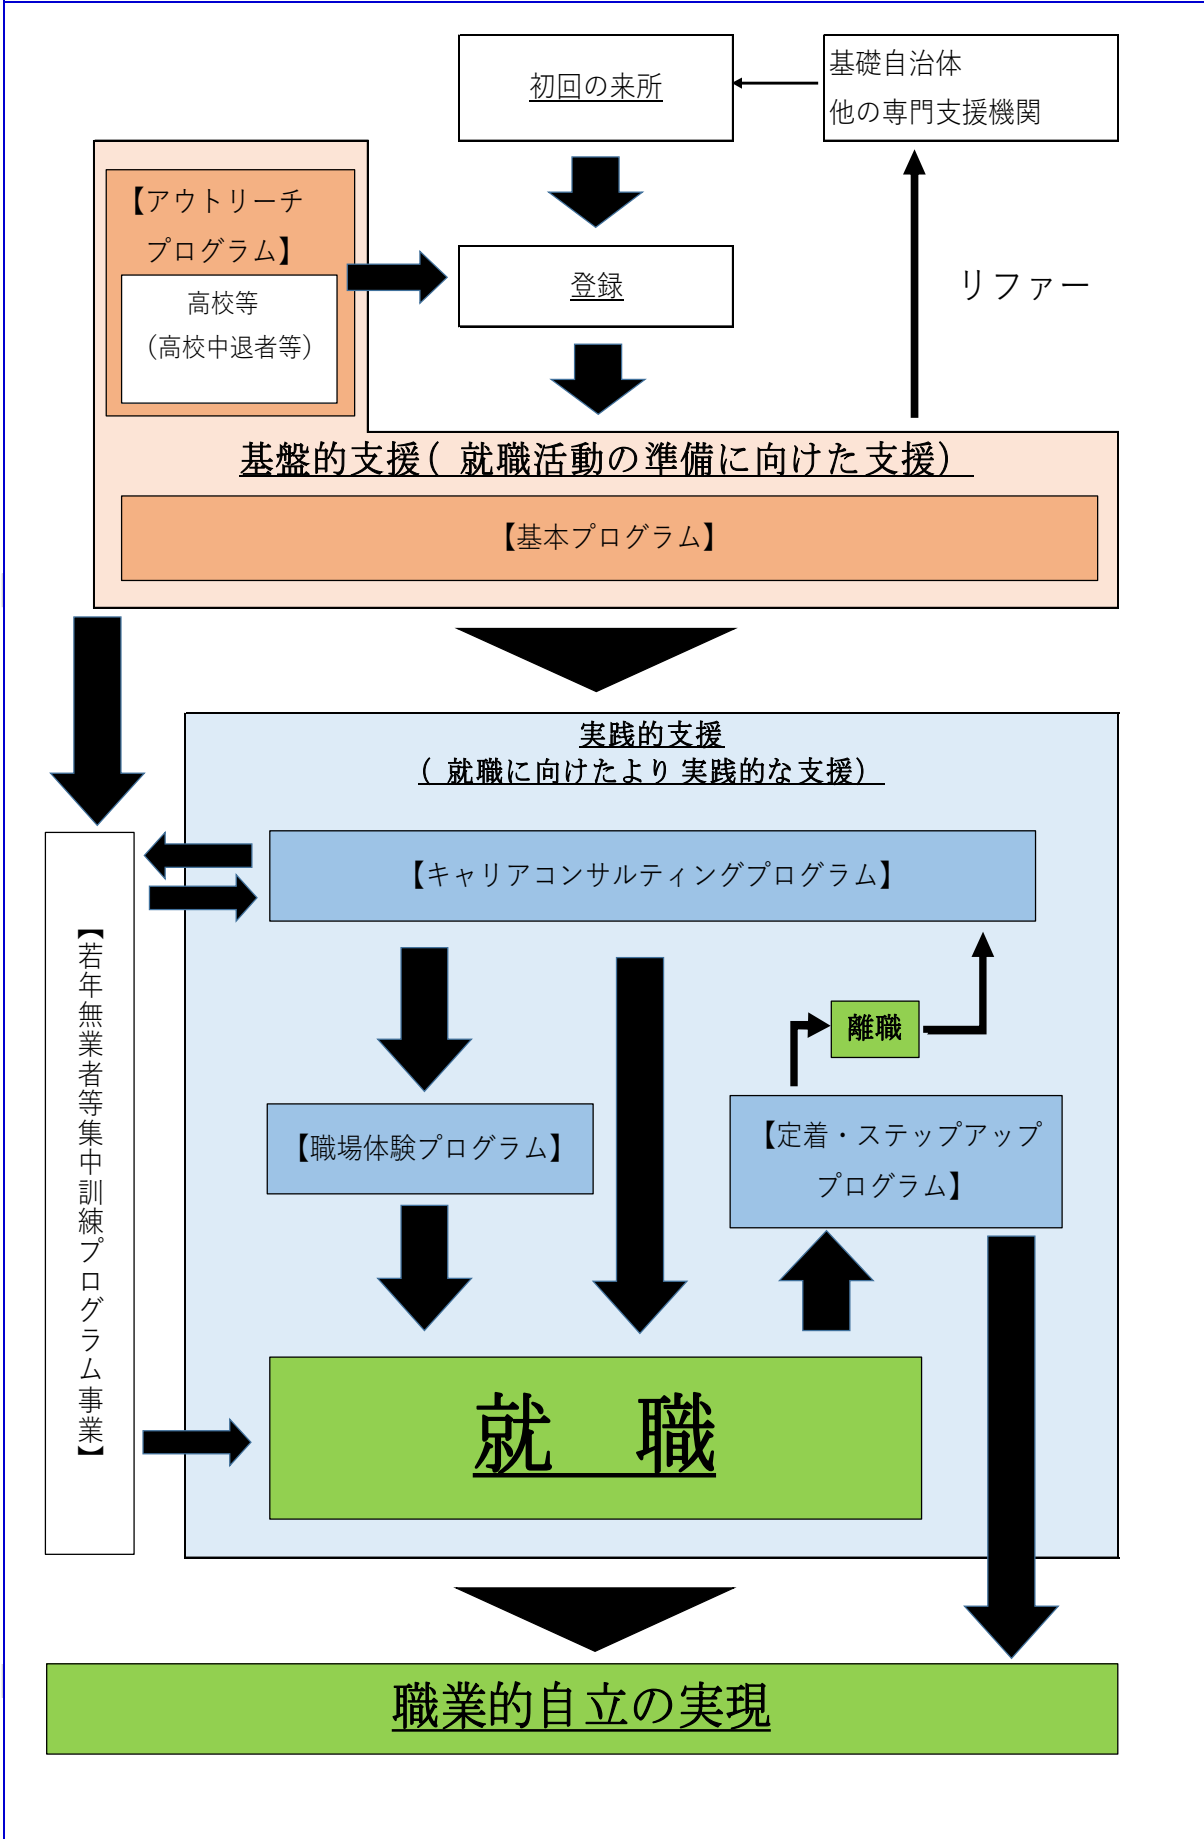 初回の来所
基礎自治体
他の専門支援機関
【アウトリーチ
プログラム】
高校等
（高校中退者等）
登録
リファー
基盤的支援(就職活動の準備に向けた支援)
【基本プログラム】
実践的支援
(就職に向けたより実践的な支援)
【キャリアコンサルティングプログラム】
【若年無業者等集中訓練プログラム事業】
離職
【職場体験プログラム】
【定着・ステップアップ
プログラム】
就　職
職業的自立の実現